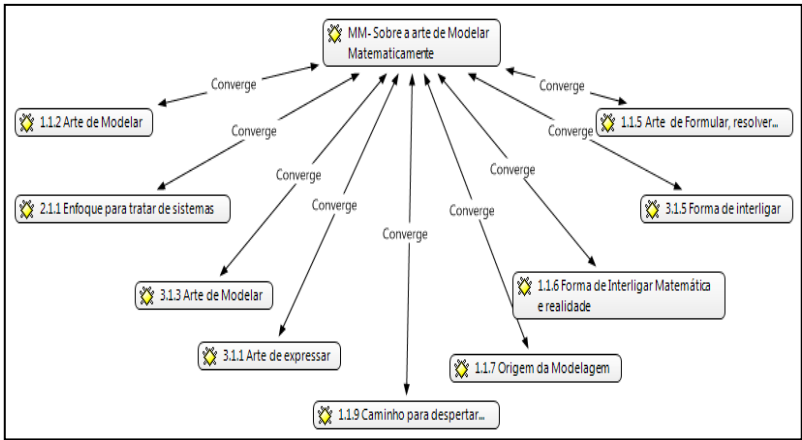 MM- Sobre a arte de Modelar
Matematicamente
Converge
Converge
1.1.2 Arte de Modelar
1.1.5 Arte de Formular, resolver...
Converge
Converge
Converge
Converge
2.1.1 Enfoque para tratar de sistemas
Converge
Converge
3.1.5 Forma de interligar
Converge
3.1.3 Arte de Modelar
1.1.6 Forma de Interligar Matemática
e realidade
3.1.1 Arte de expressar
1.1.7 Origem da Modelagem
1.1.9 Caminho para despertar...